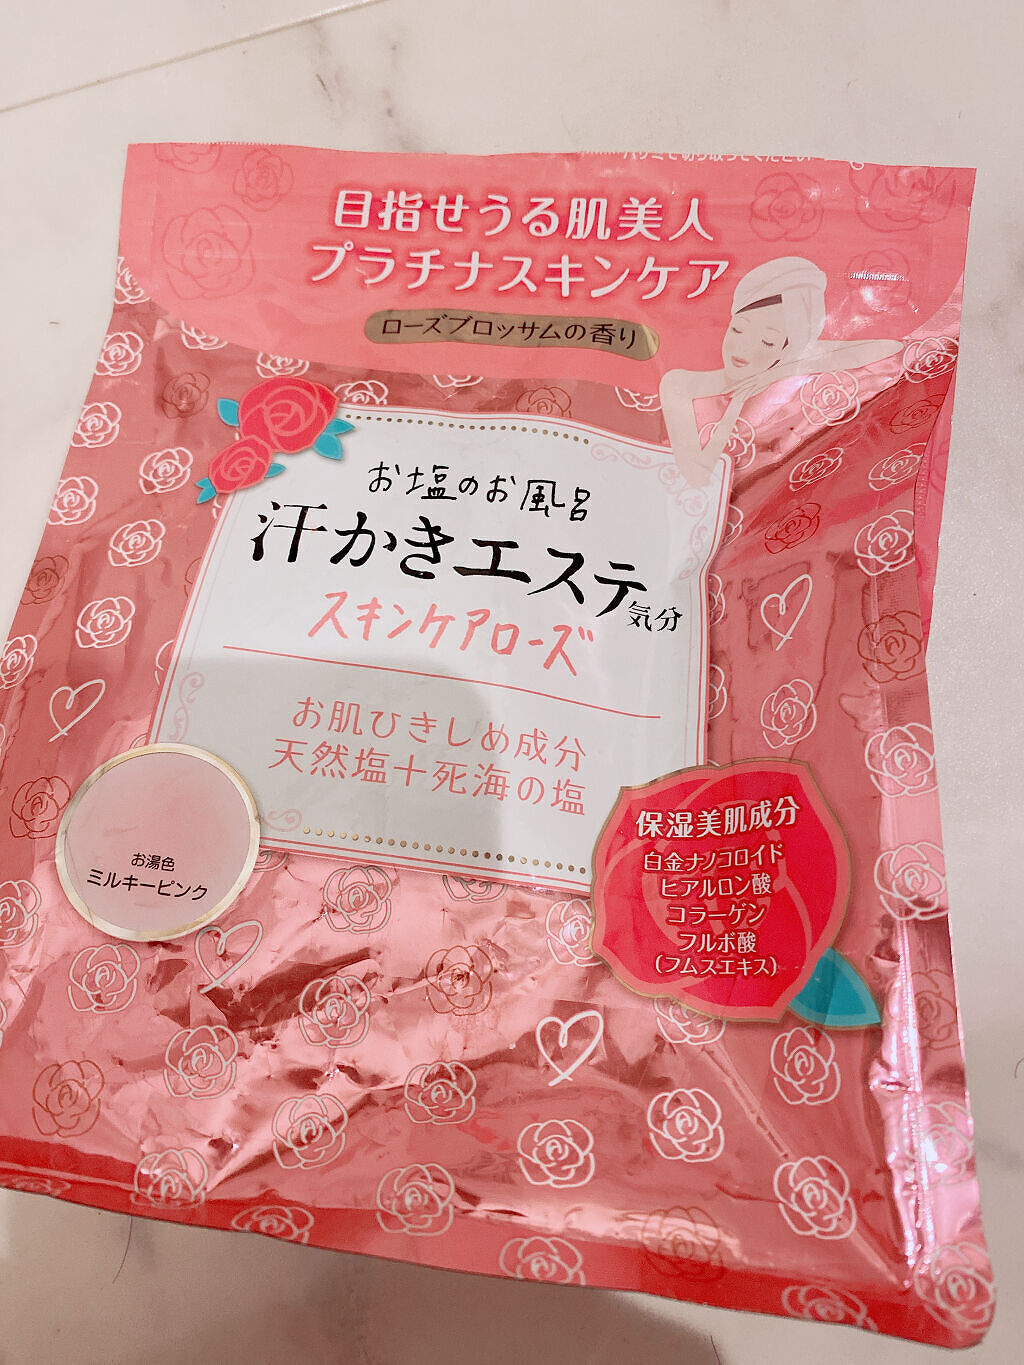 目指せうる肌美人
プラチナスキンケア
ローズブロッサムの香り
お塩のお風呂
汗かきエステ気分
スキンケアローズ
お肌ひきしめ成分
天然塩+死海の塩
保湿美肌成分
白金ナノコロイド
ヒアルロン酸
コラーゲン
フルボ酸
(フムスエキス)
お湯色
ミルキーピンク